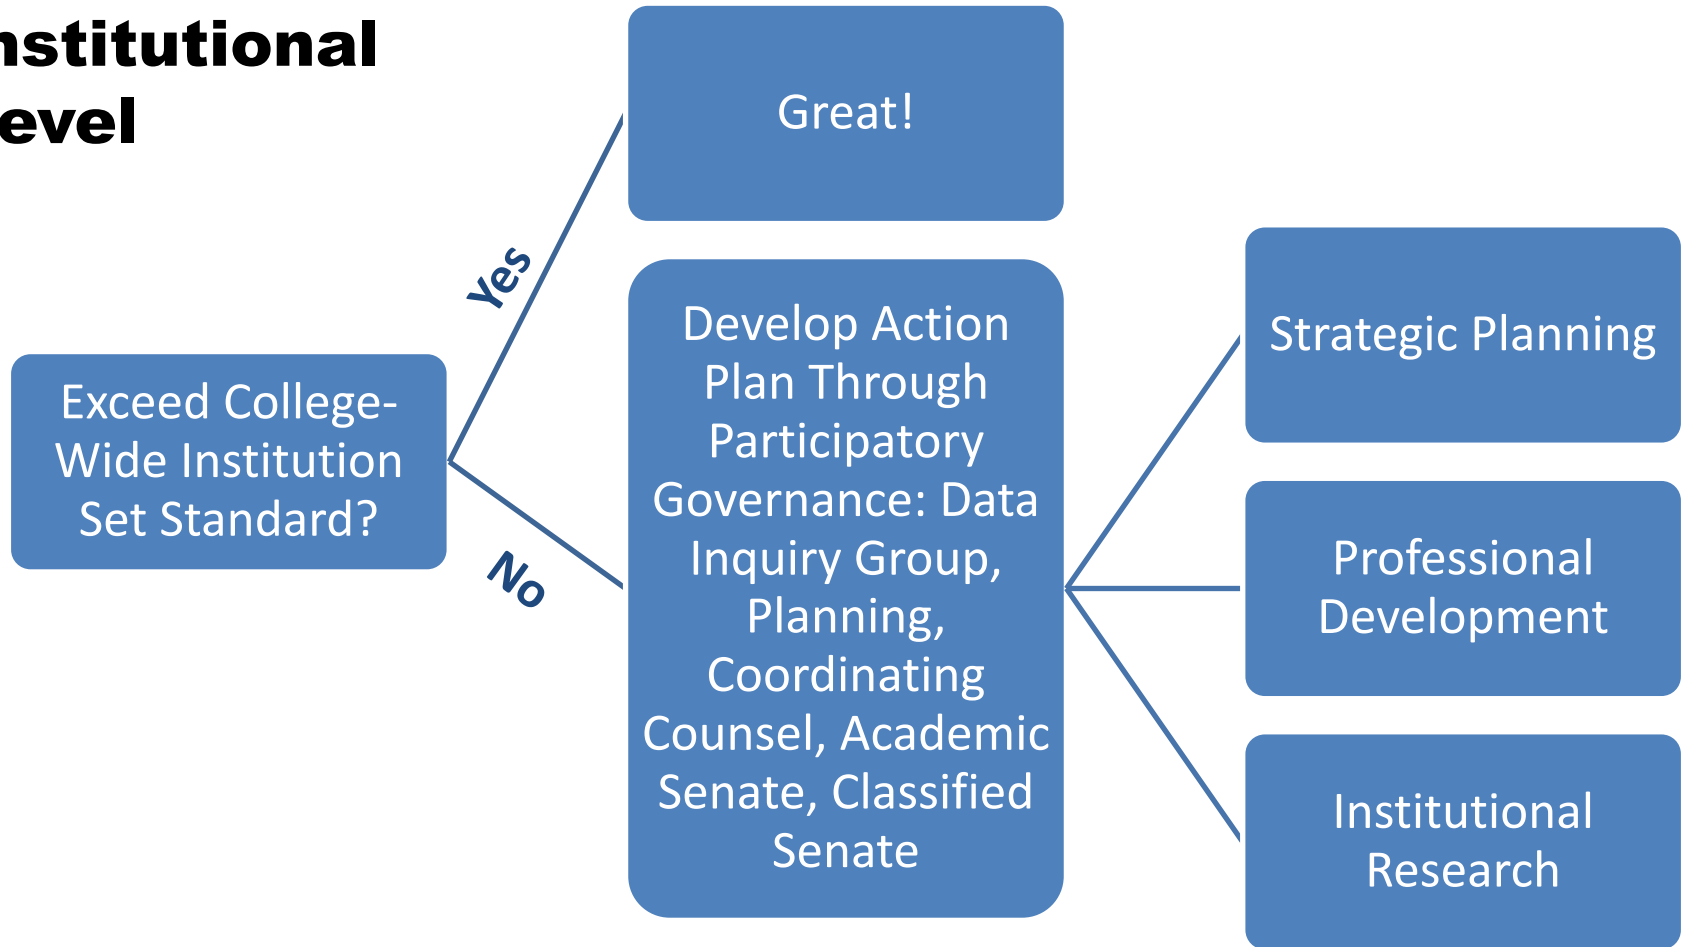 nstitutional
evel
Great!
Yes
Exceed College-
Wide Institution
Set Standard?
No
Develop Action
Plan Through
Participatory
Governance: Data
Inquiry Group,
Planning,
Coordinating
Counsel, Academic
Senate, Classified
Senate
Strategic Planning
Professional
Development
Institutional
Research